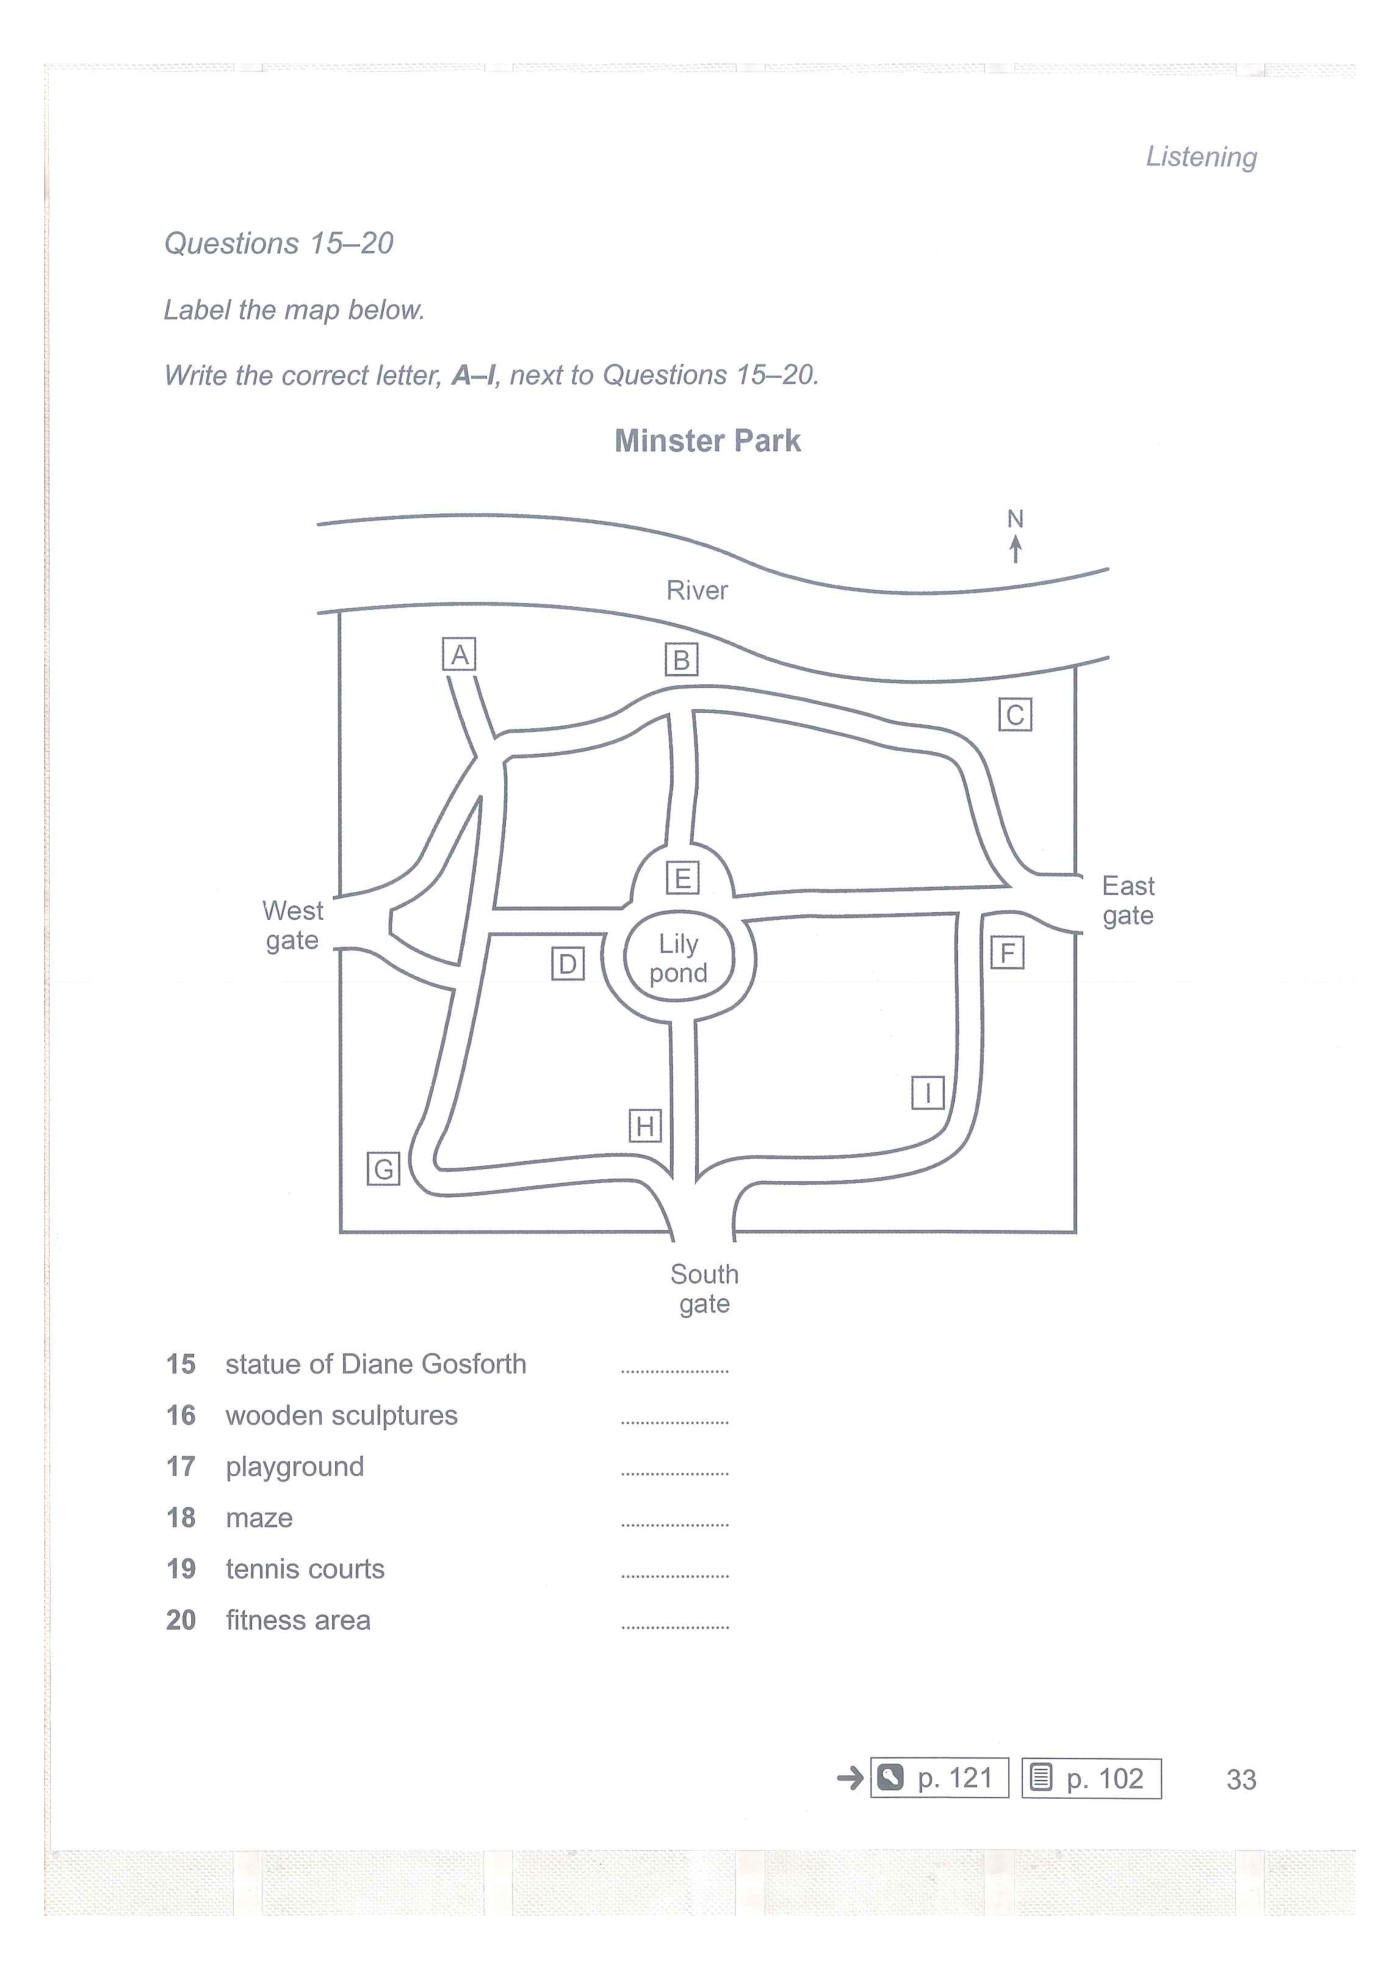 Listening
Questions 15–20
Label the map below.
Write the correct letter, A–I, next to Questions 15–20.
Minster Park
N
River
A
B
C
E
East
gate
West
gate
Lily
pond
D
F
I
H
G
South
gate
15 statue of Diane Gosforth ......................
16 wooden sculptures ......................
17 playground ......................
18 maze ......................
19 tennis courts ......................
20 fitness area ......................
p. 121 p. 102 33